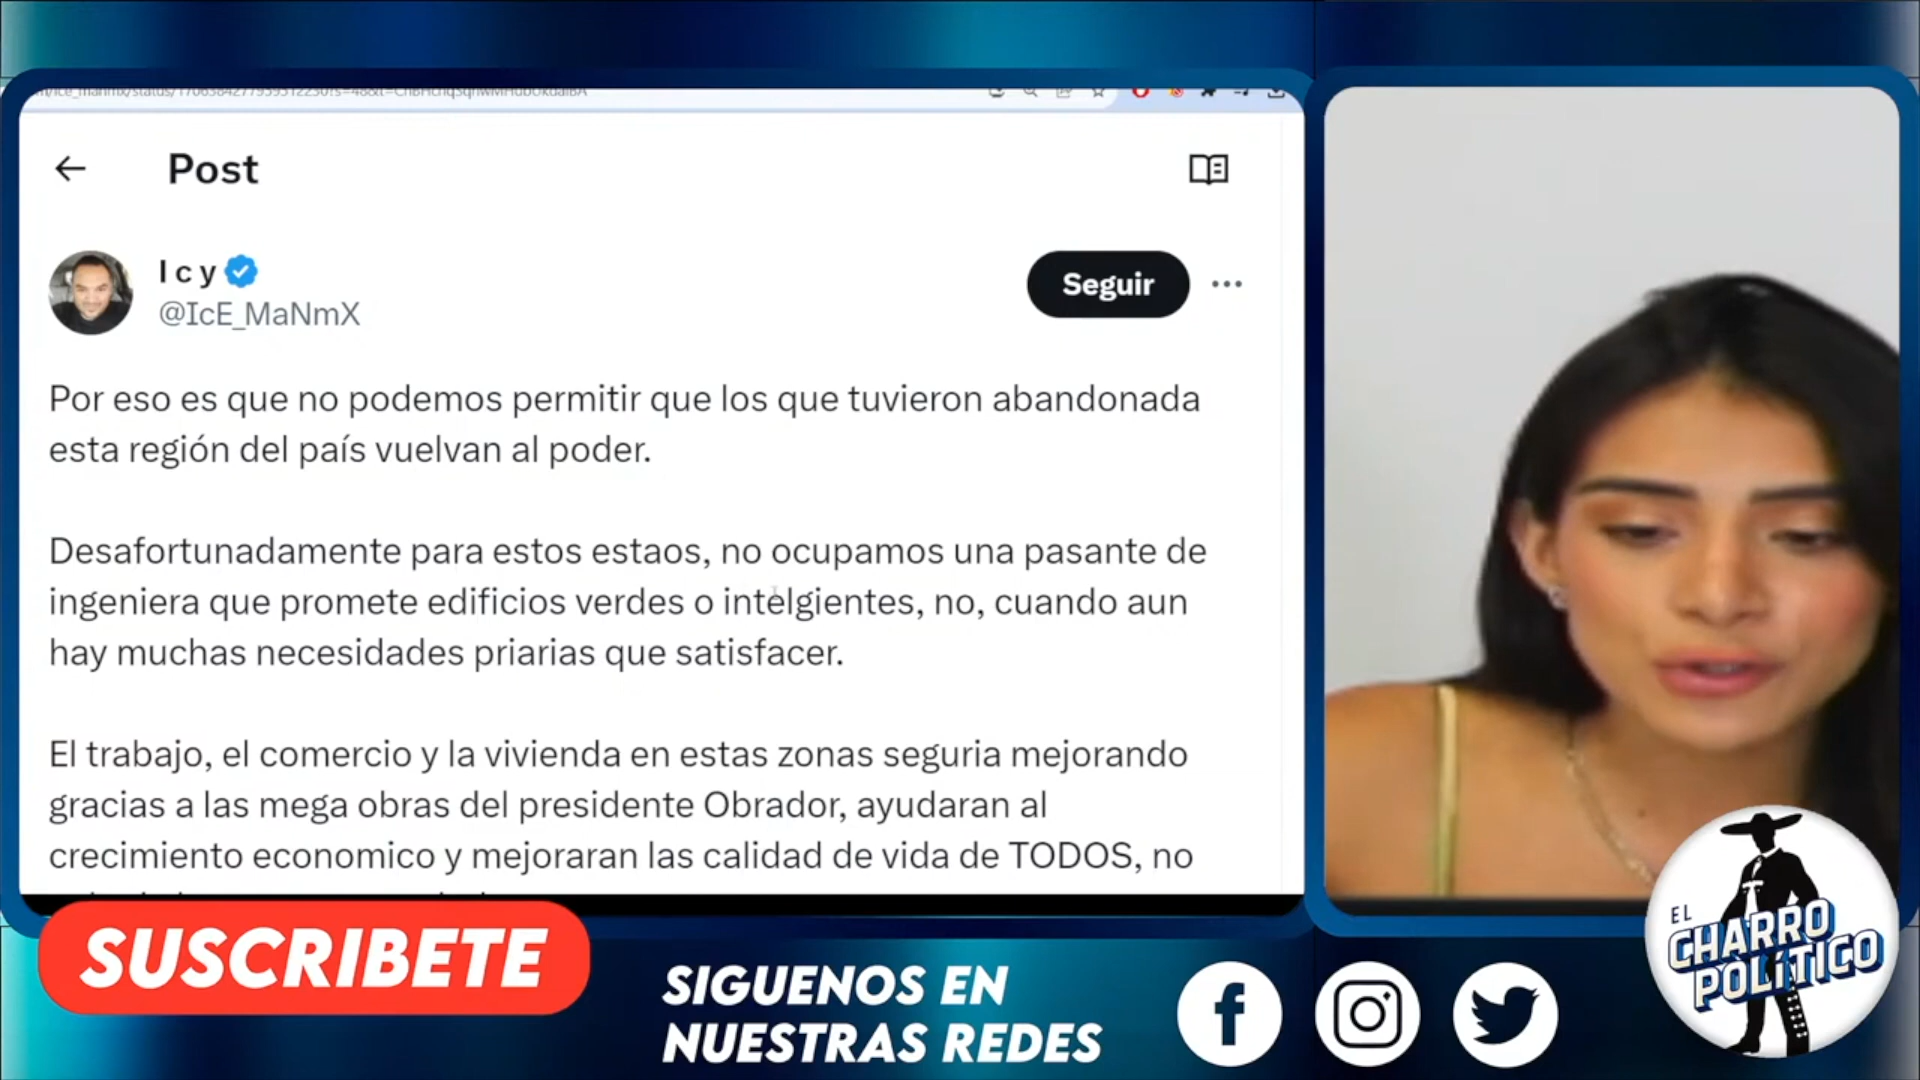 Post
Icy
@IcE_MaNmX
Seguir
Por eso es que no podemos permitir que los que tuvieron abandonada
esta región del país vuelvan al poder.
Desafortunadamente para estos estaos, no ocupamos una pasante de
ingeniera que promete edificios verdes o intelgientes, no, cuando aun
hay muchas necesidades priarias que satisfacer.
El trabajo, el comercio y la vivienda en estas zonas seguria mejorando
gracias a las mega obras del presidente Obrador, ayudaran al
crecimiento economico y mejoraran las calidad de vida de TODOS, no
SUSCRIBETE
SIGUENOS EN
NUESTRAS REDES
EL
CHARRO
POLÍTICO